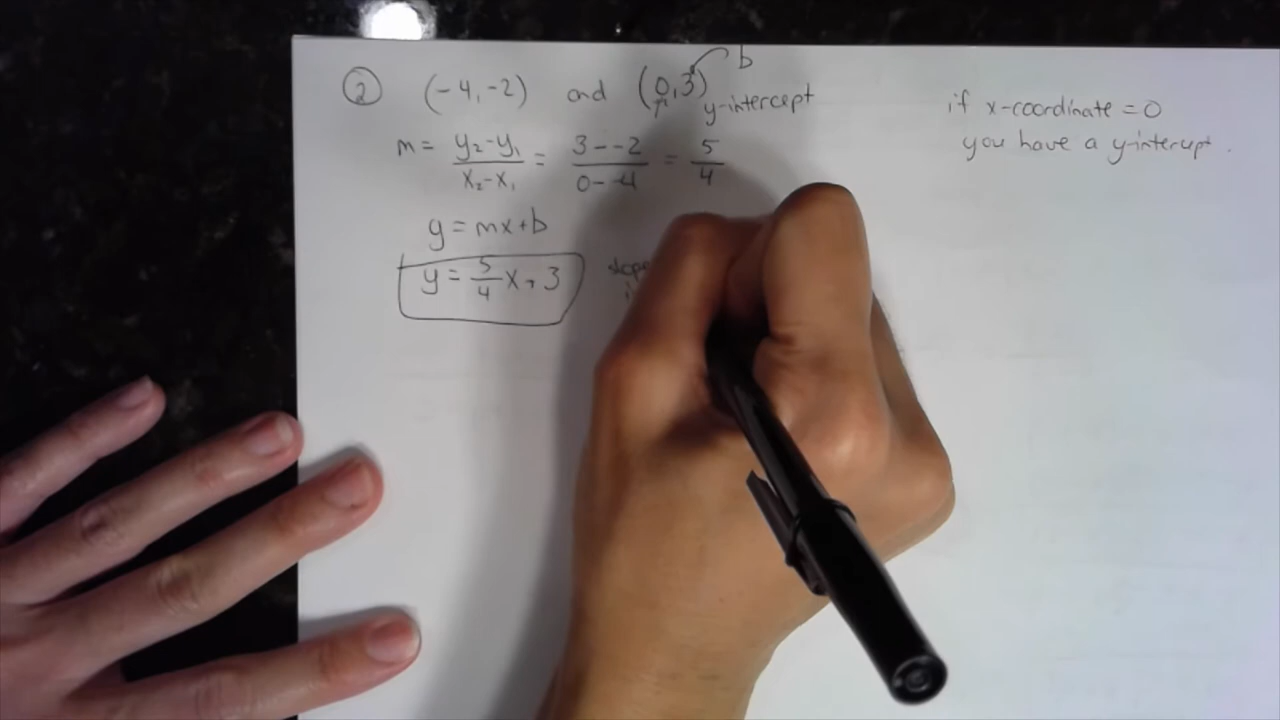 ② (-4,-2) and (0,3) b
y-intercept
m = y₂-y₁/x₂-x₁ = 3--2/0--4 = 5/4
y = mx+b
y = 5/4 x + 3
if x-coordinate = 0
you have a y-intercept.